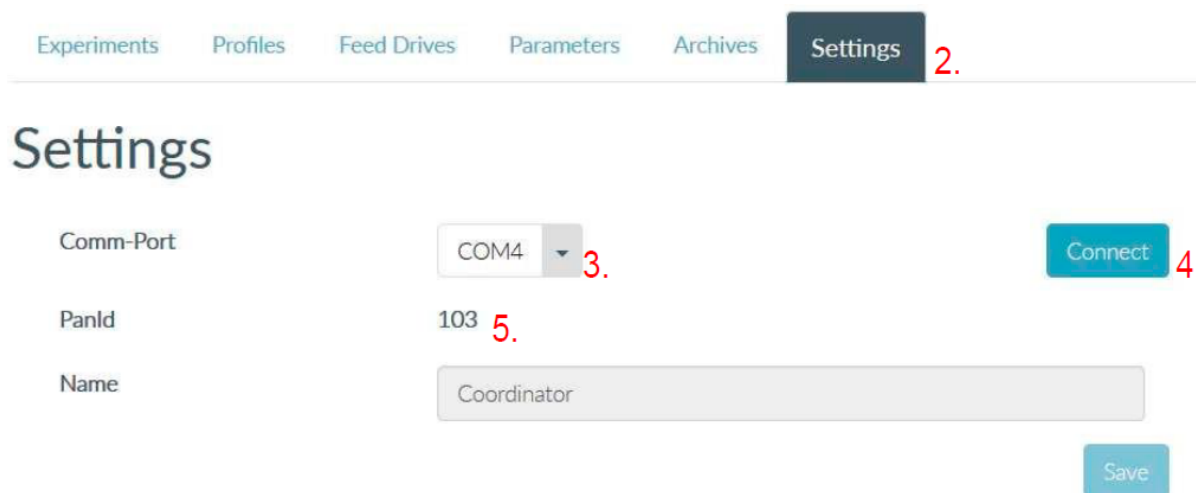 Experiments Profiles Feed Drives Parameters Archives Settings 2.
Settings
Comm-Port COM4 3. Connect 4
PanId 103 5.
Name Coordinator
Save